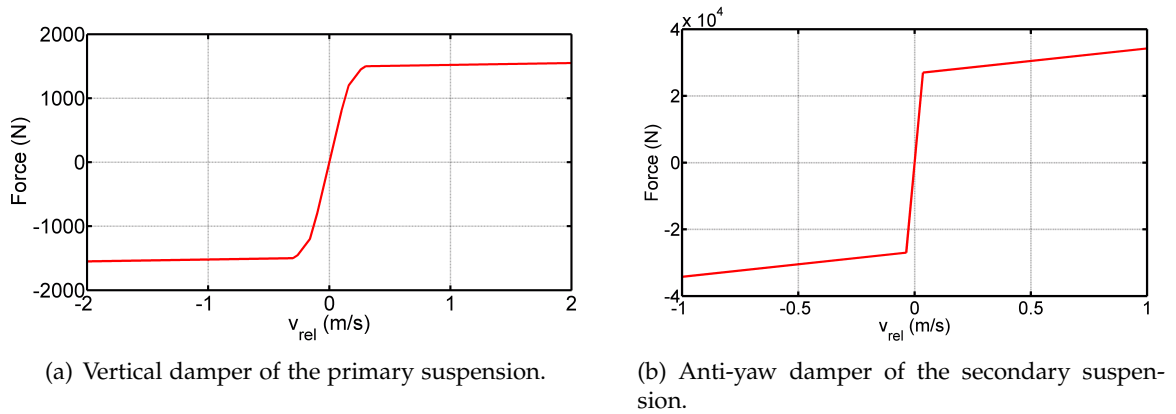 2000
1000
0
-1000
-2000
-2
-1
0
1
2
Force (N)
v_rel (m/s)
(a) Vertical damper of the primary suspension.
x 10^4
4
2
0
-2
-4
-1
-0.5
0
0.5
1
Force (N)
v_rel (m/s)
(b) Anti-yaw damper of the secondary suspen-
sion.